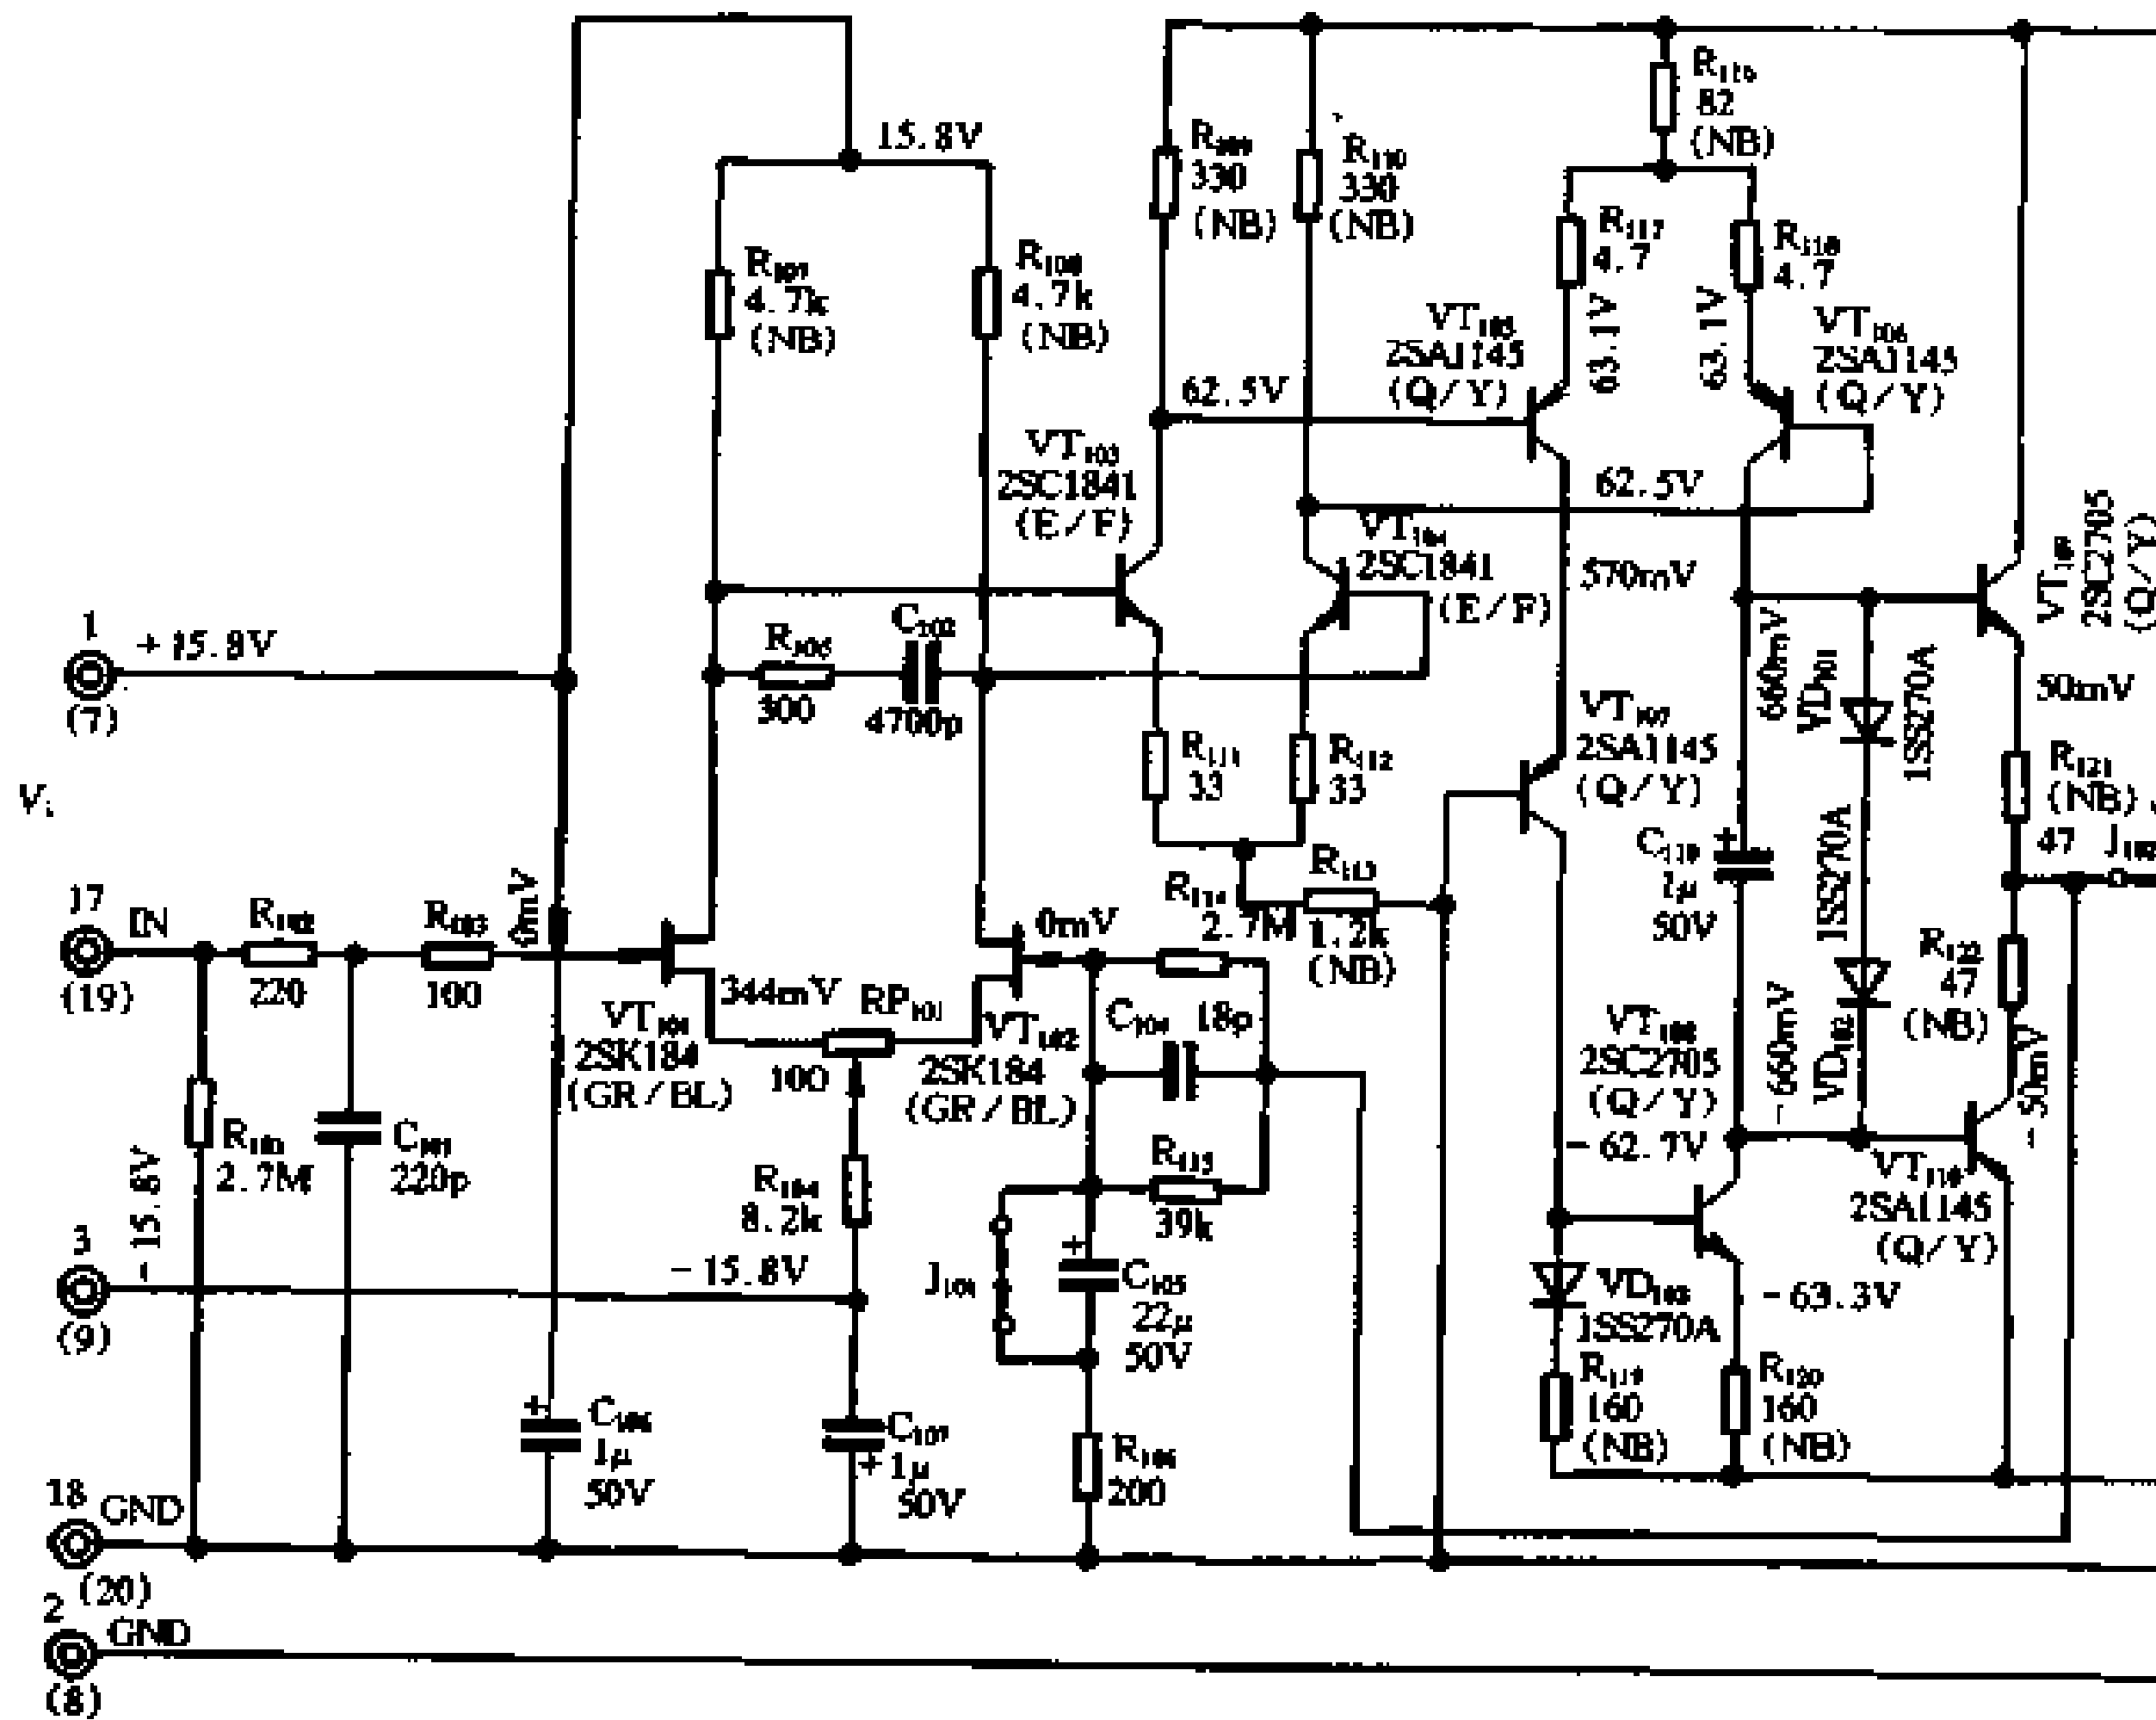 R₁₁₆
82
(NB)
15.8V
R₁₀₉
330
(NB)
R₁₁₀
330
(NB)
R₁₁₇
4.7
R₁₁₈
4.7
R₁₀₇
4.7k
(NB)
R₁₀₈
4.7k
(NB)
63.1V
63.1V
VT₁₀₅
2SA1145
(Q/Y)
VT₁₀₆
2SA1145
(Q/Y)
62.5V
VT₁₀₃
2SC1841
(E/F)
62.5V
VT₁₀₄
2SC1841
(E/F)
570mV
2SC2705
(Q/Y)
1
+15.8V
(7)
C₁₀₂
300
4700p
660mV
VD₁₀₁
1SS270A
50mV
VT₁₀₇
2SA1145
(Q/Y)
R₁₁₁
33
R₁₁₂
33
R₁₂₁
(NB)
47
Vᵢ
C₁₁₀
+
1μ
50V
1SS270A
VD₁₀₂
17
IN
(19)
R₁₀₂
220
R₁₀₃
100
0mV
0mV
R₁₁₄
2.7M
R₁₁₃
1.2k
(NB)
344mV
RP₁₀₁
100
VT₁₀₁
2SK184
(GR/BL)
VT₁₀₂
2SK184
(GR/BL)
C₁₀₄
18p
R₁₂₂
47
(NB)
-50mV
-660mV
VT₁₀₈
2SC2705
(Q/Y)
-62.7V
R₁₀₁
2.7M
C₁₀₁
220p
R₁₀₄
8.2k
R₁₁₅
39k
VT₁₁₀
2SA1145
(Q/Y)
3
-15.8V
(9)
-15.8V
J₁₀₁
+
C₁₀₅
22μ
50V
VD₁₀₃
1SS270A
-63.3V
R₁₁₉
160
(NB)
R₁₂₀
160
(NB)
+
C₁₀₆
1μ
50V
C₁₀₇
+1μ
50V
200
18
GND
(20)
2
GND
(8)